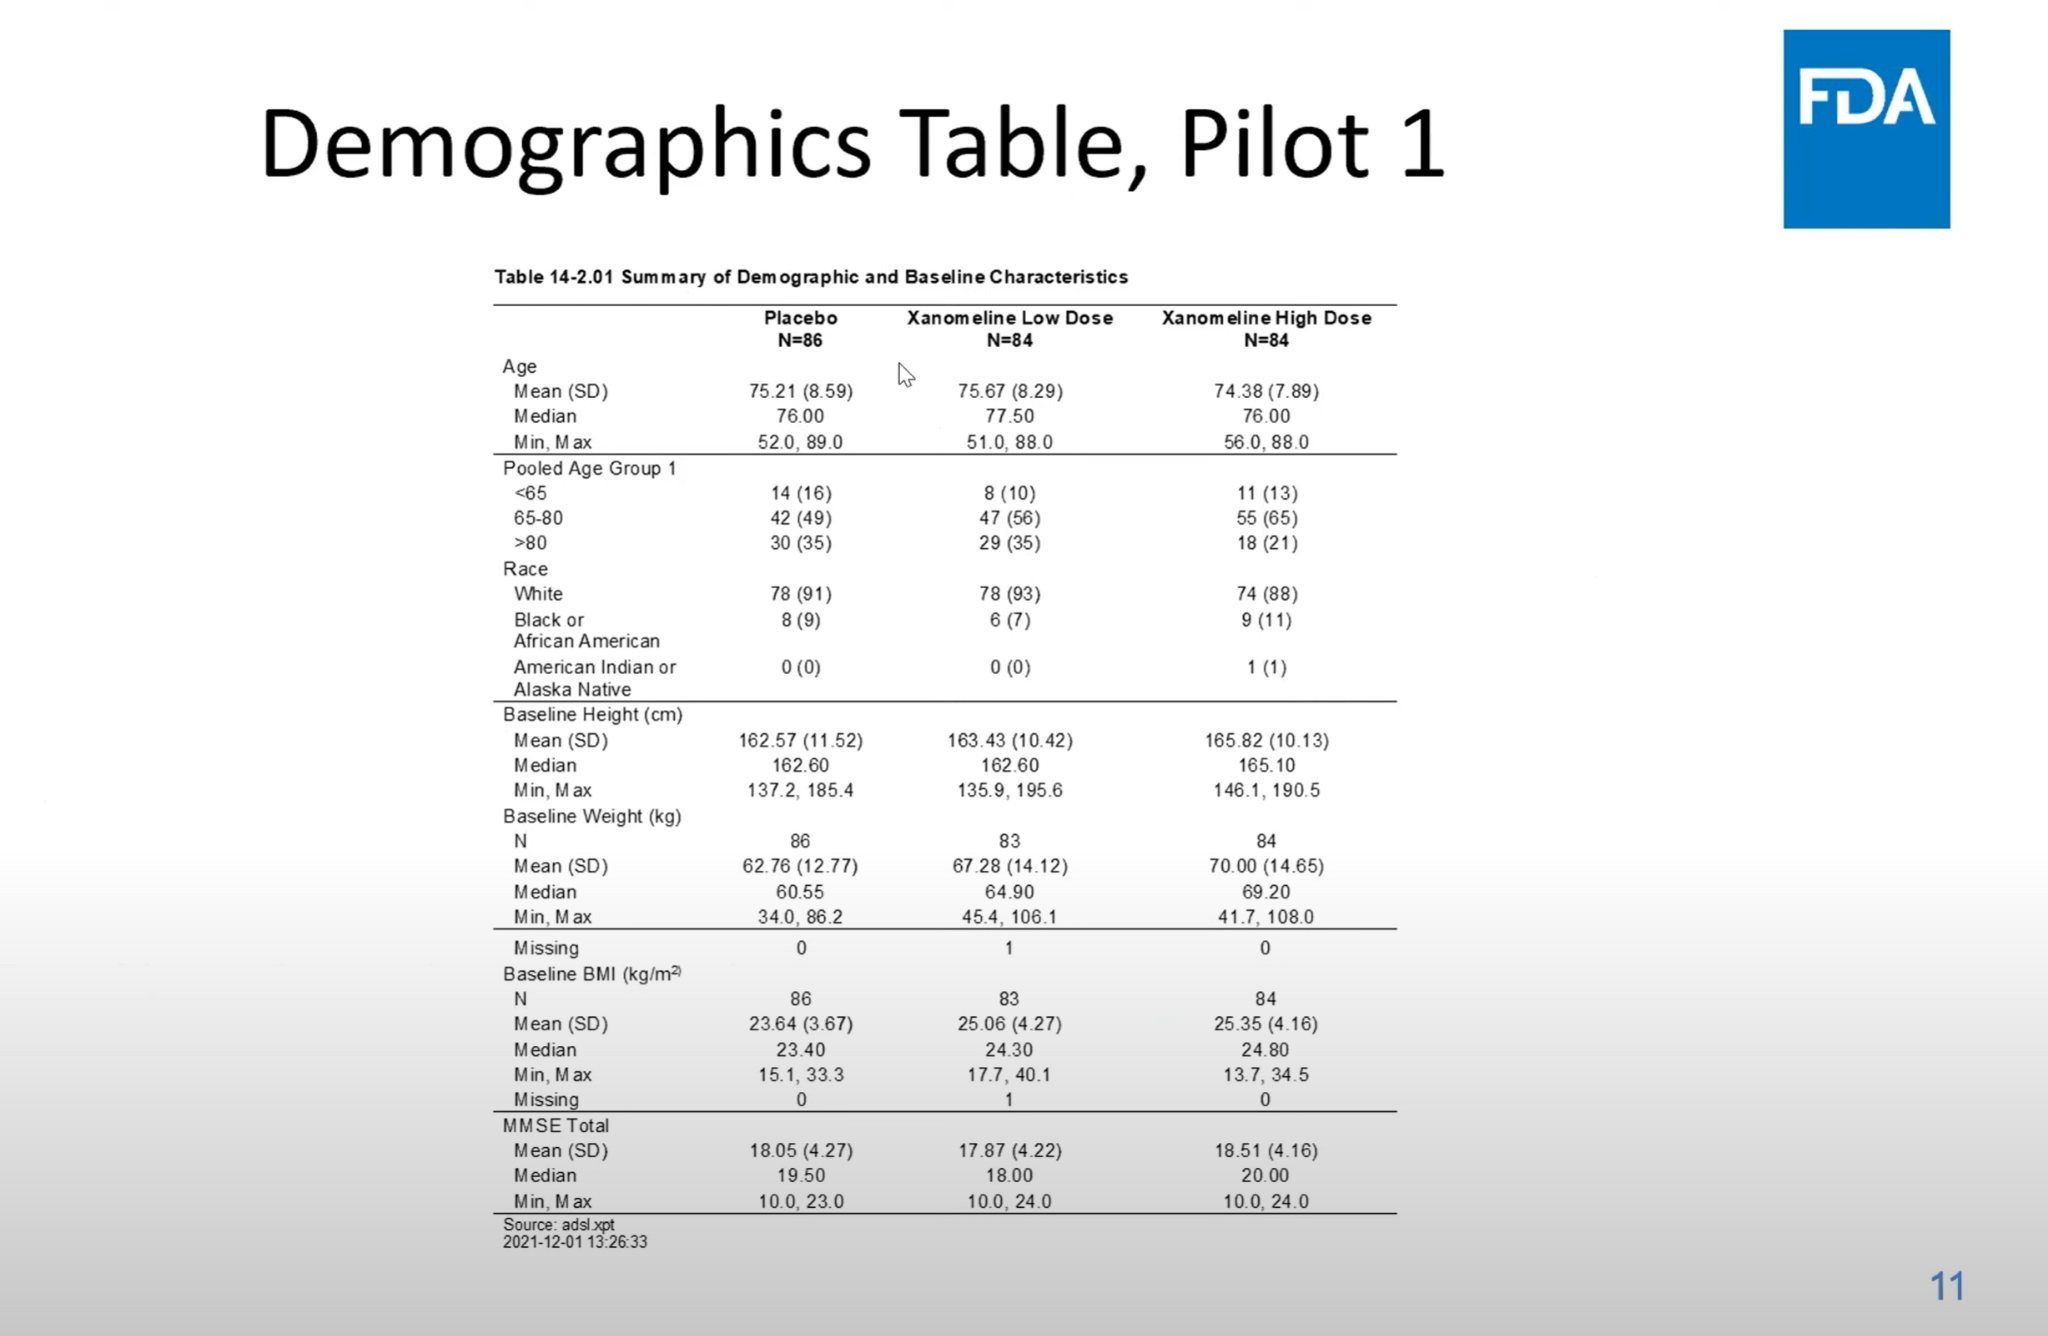 FDA
Demographics Table, Pilot 1
Table 14-2.01 Summary of Demographic and Baseline Characteristics
Placebo Xanomeline Low Dose Xanomeline High Dose
N=86 N=84 N=84
Age
Mean (SD) 75.21 (8.59) 75.67 (8.29) 74.38 (7.89)
Median 76.00 77.50 76.00
Min, Max 52.0, 89.0 51.0, 88.0 56.0, 88.0
Pooled Age Group 1
<65 14 (16) 8 (10) 11 (13)
65-80 42 (49) 47 (56) 55 (65)
>80 30 (35) 29 (35) 18 (21)
Race
White 78 (91) 78 (93) 74 (88)
Black or 8 (9) 6 (7) 9 (11)
African American
American Indian or 0 (0) 0 (0) 1 (1)
Alaska Native
Baseline Height (cm)
Mean (SD) 162.57 (11.52) 163.43 (10.42) 165.82 (10.13)
Median 162.60 162.60 165.10
Min, Max 137.2, 185.4 135.9, 195.6 146.1, 190.5
Baseline Weight (kg)
N 86 83 84
Mean (SD) 62.76 (12.77) 67.28 (14.12) 70.00 (14.65)
Median 60.55 64.90 69.20
Min, Max 34.0, 86.2 45.4, 106.1 41.7, 108.0
Missing 0 1 0
Baseline BMI (kg/m²)
N 86 83 84
Mean (SD) 23.64 (3.67) 25.06 (4.27) 25.35 (4.16)
Median 23.40 24.30 24.80
Min, Max 15.1, 33.3 17.7, 40.1 13.7, 34.5
Missing 0 1 0
MMSE Total
Mean (SD) 18.05 (4.27) 17.87 (4.22) 18.51 (4.16)
Median 19.50 18.00 20.00
Min, Max 10.0, 23.0 10.0, 24.0 10.0, 24.0
Source: adsl.xpt
2021-12-01 13:26:33
11